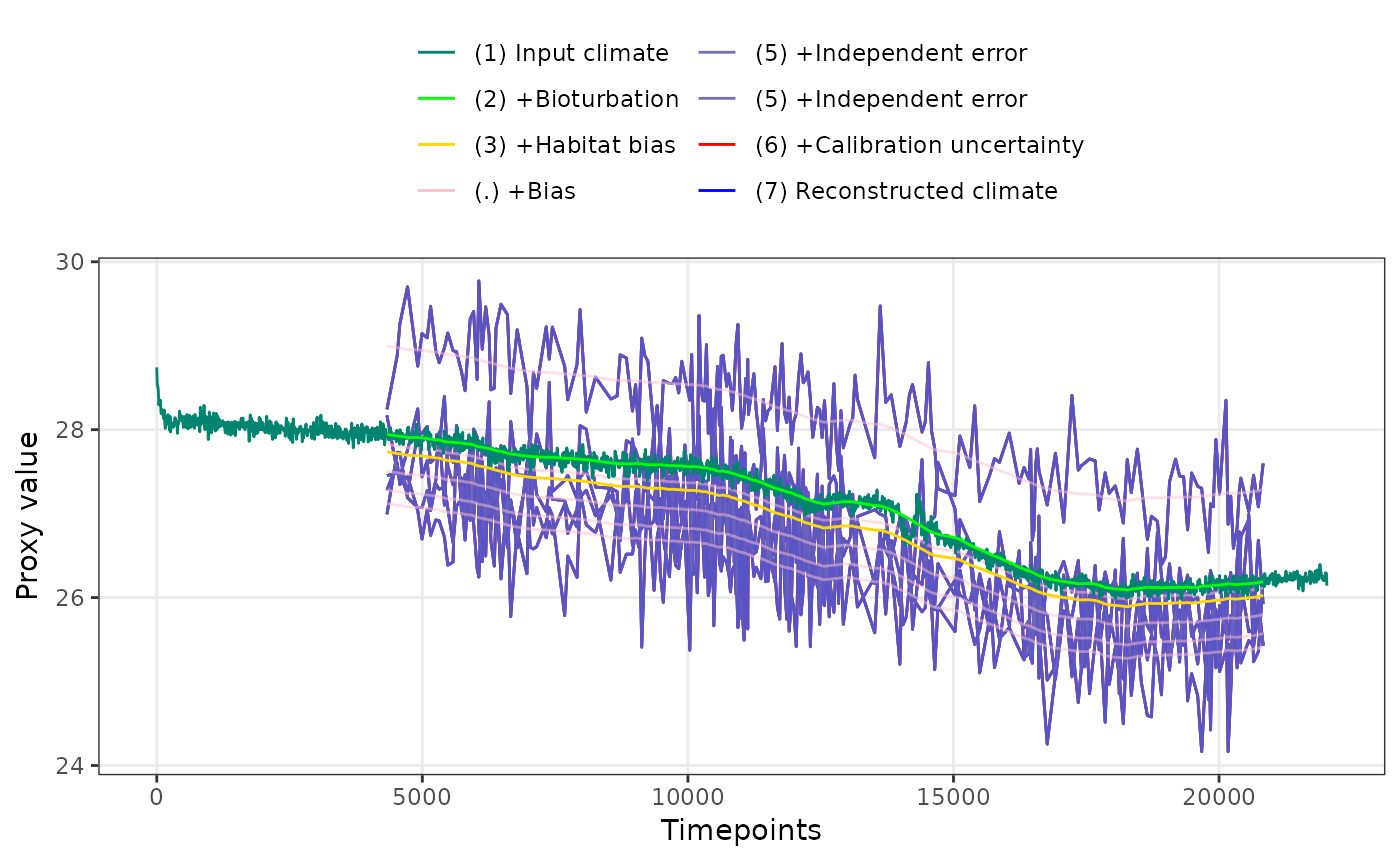 (1) Input climate
(5) +Independent error
(2) +Bioturbation
(5) +Independent error
(3) +Habitat bias
(6) +Calibration uncertainty
(.) +Bias
(7) Reconstructed climate
30
28
26
24
Proxy value
0
5000
10000
15000
20000
Timepoints